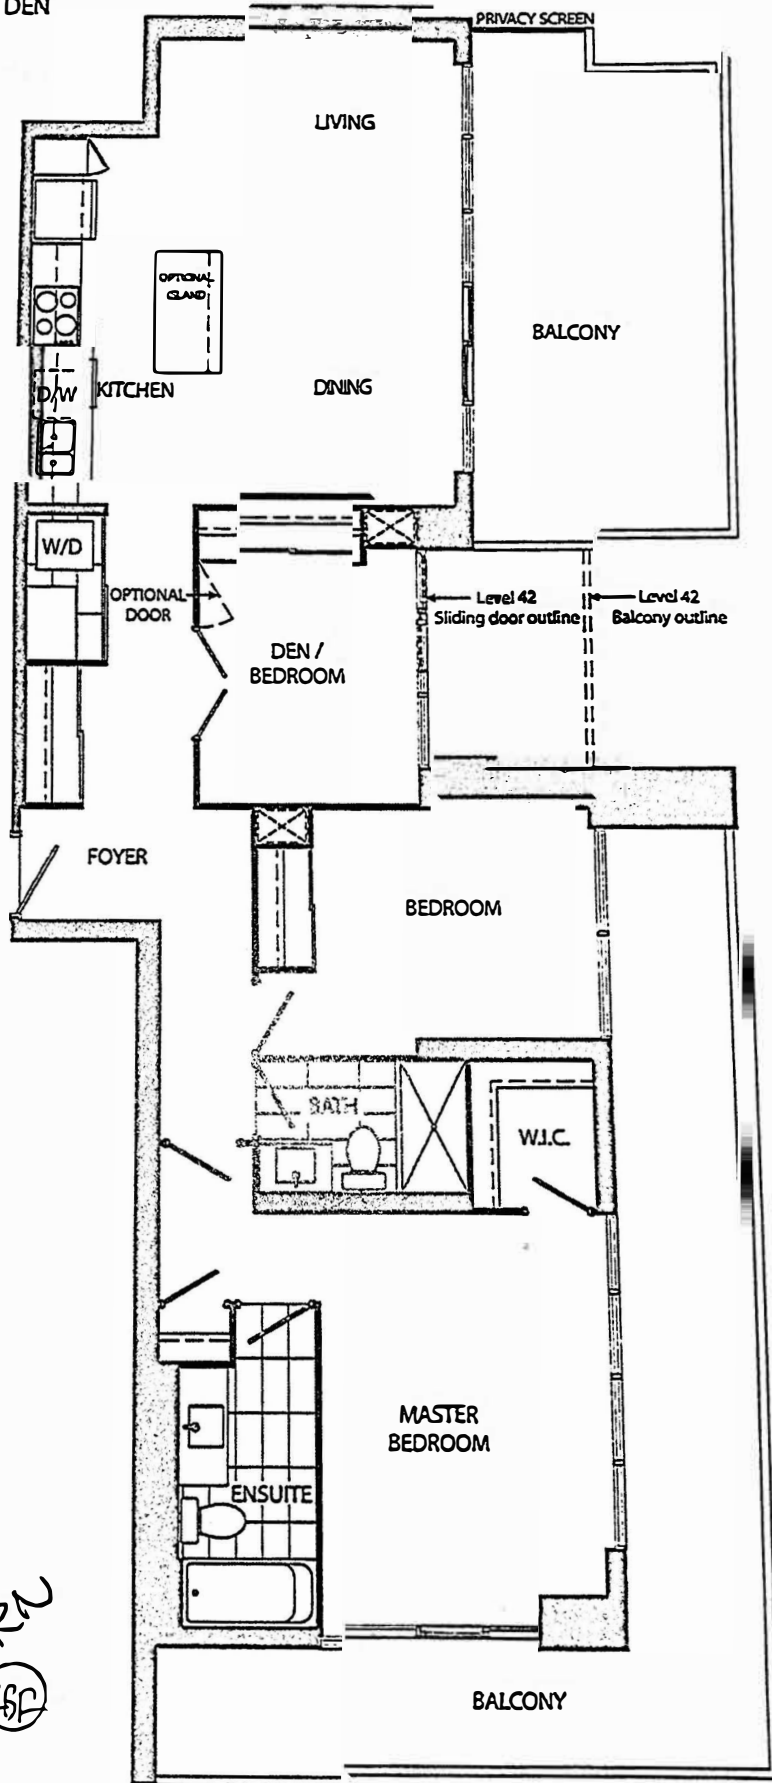 DEN
PRIVACY SCREEN
LIVING
OPTIONAL
ISLAND
BALCONY
D/W
KITCHEN
DINING
W/D
OPTIONAL
DOOR
DEN /
BEDROOM
Level 42
Sliding door outline
Level 42
Balcony outline
FOYER
BEDROOM
BATH
W.I.C.
MASTER
BEDROOM
ENSUITE
BALCONY